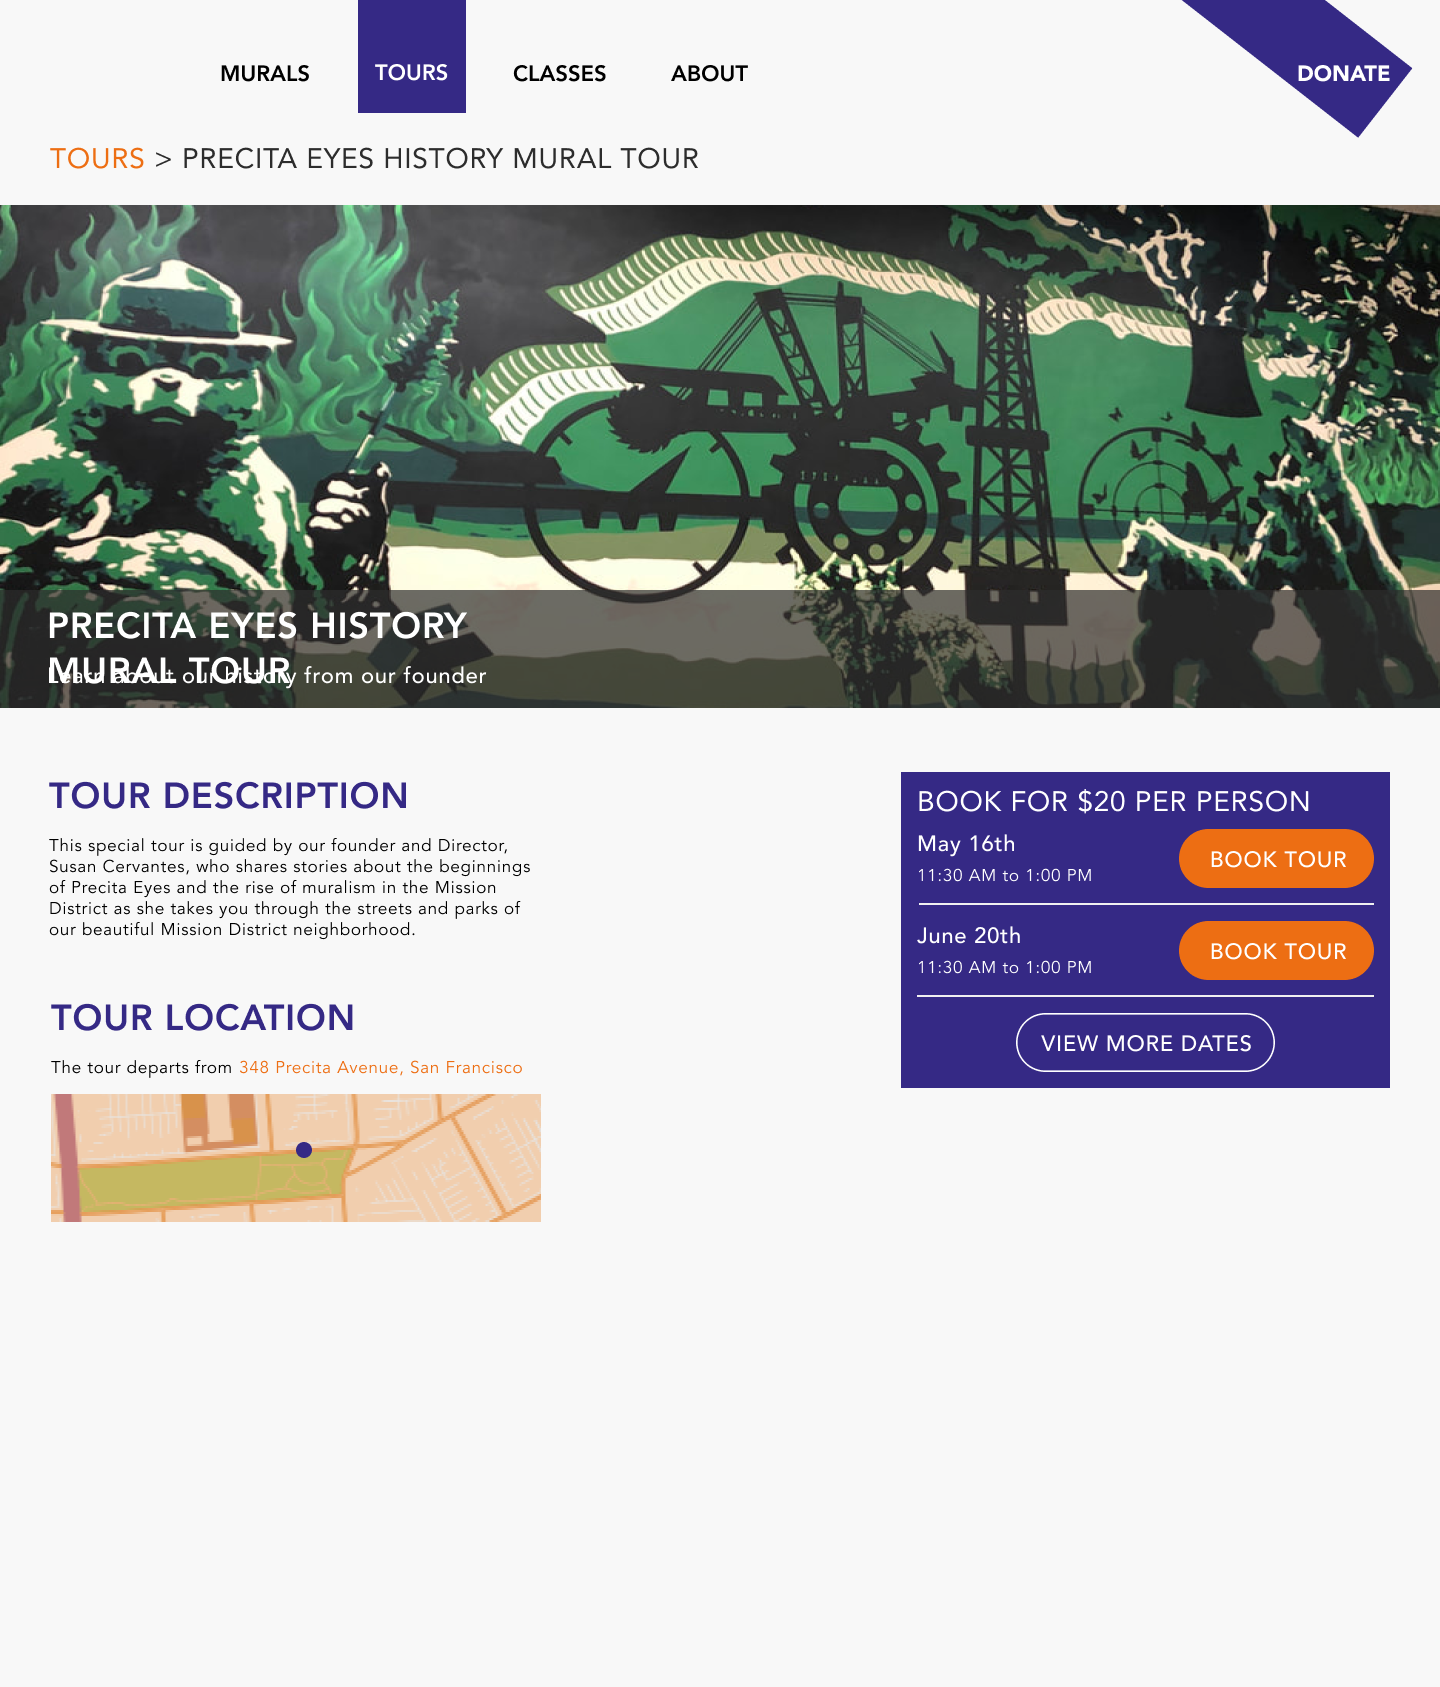 MURALS TOURS CLASSES ABOUT DONATE
TOURS > PRECITA EYES HISTORY MURAL TOUR
PRECITA EYES HISTORY
MURAL TOUR
Learn about our history from our founder
TOUR DESCRIPTION
This special tour is guided by our founder and Director,
Susan Cervantes, who shares stories about the beginnings
of Precita Eyes and the rise of muralism in the Mission
District as she takes you through the streets and parks of
our beautiful Mission District neighborhood.
TOUR LOCATION
The tour departs from 348 Precita Avenue, San Francisco
BOOK FOR $20 PER PERSON
May 16th
11:30 AM to 1:00 PM
BOOK TOUR
June 20th
11:30 AM to 1:00 PM
BOOK TOUR
VIEW MORE DATES